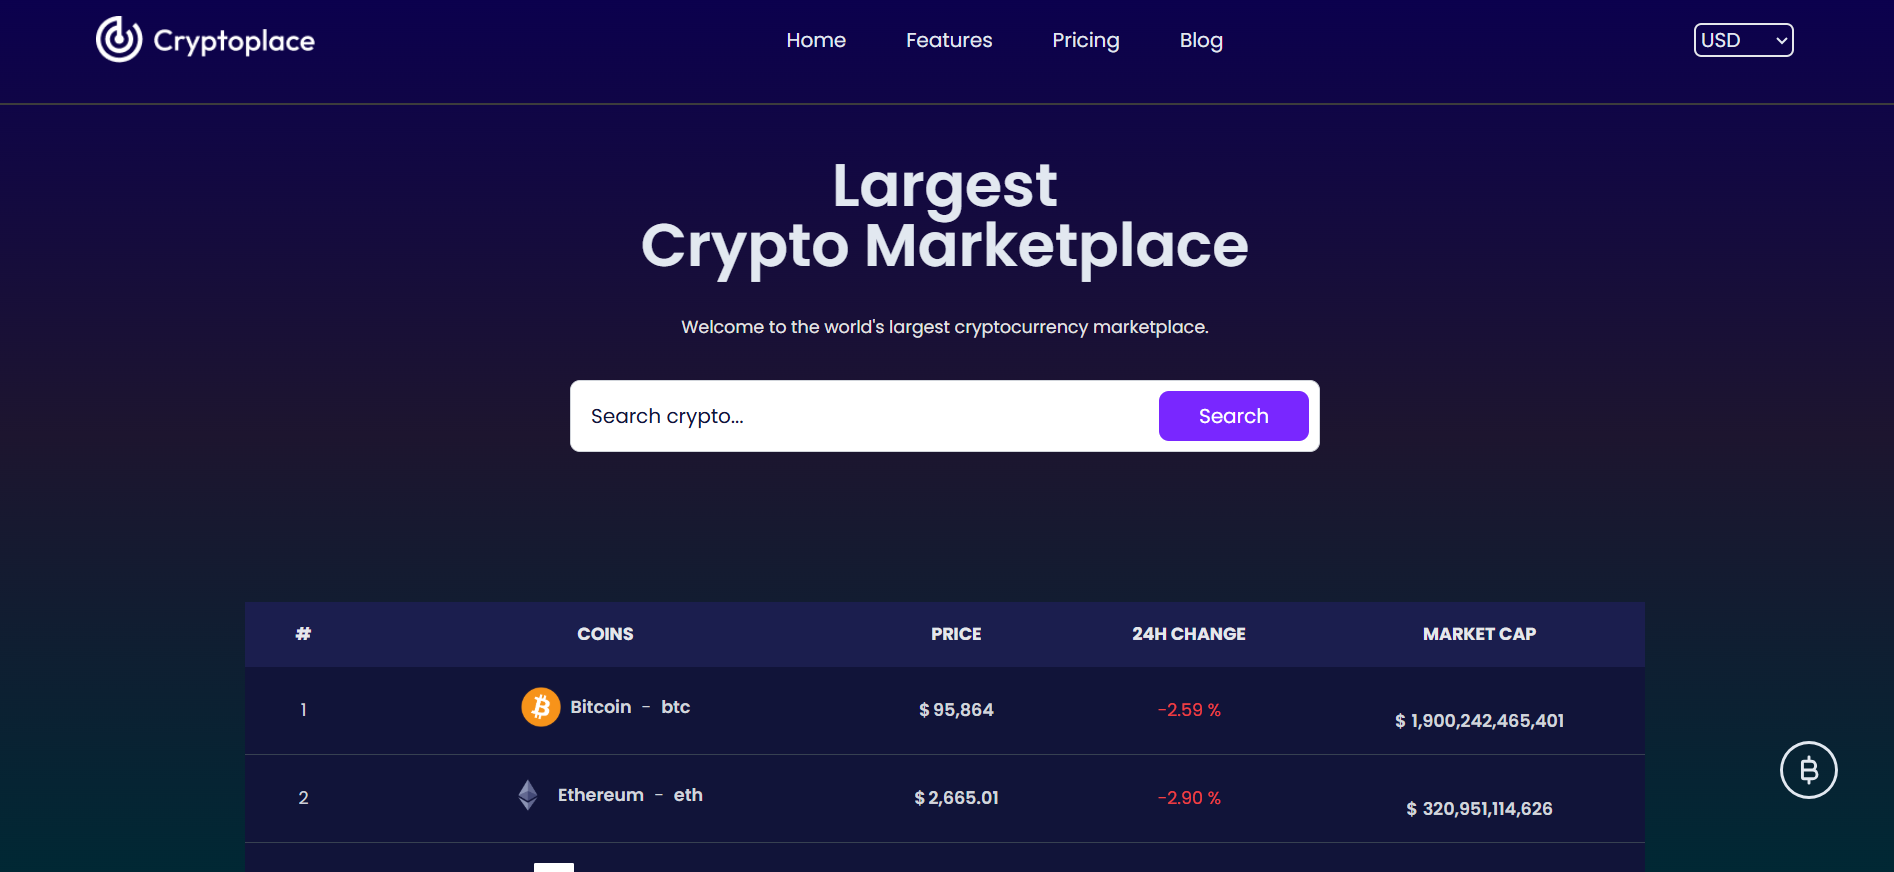 Cryptoplace Home Features Pricing Blog USD
Largest
Crypto Marketplace
Welcome to the world's largest cryptocurrency marketplace.
Search crypto... Search
# COINS PRICE 24H CHANGE MARKET CAP
1 Bitcoin - btc $ 95,864 -2.59 % $ 1,900,242,465,401
2 Ethereum - eth $ 2,665.01 -2.90 % $ 320,951,114,626